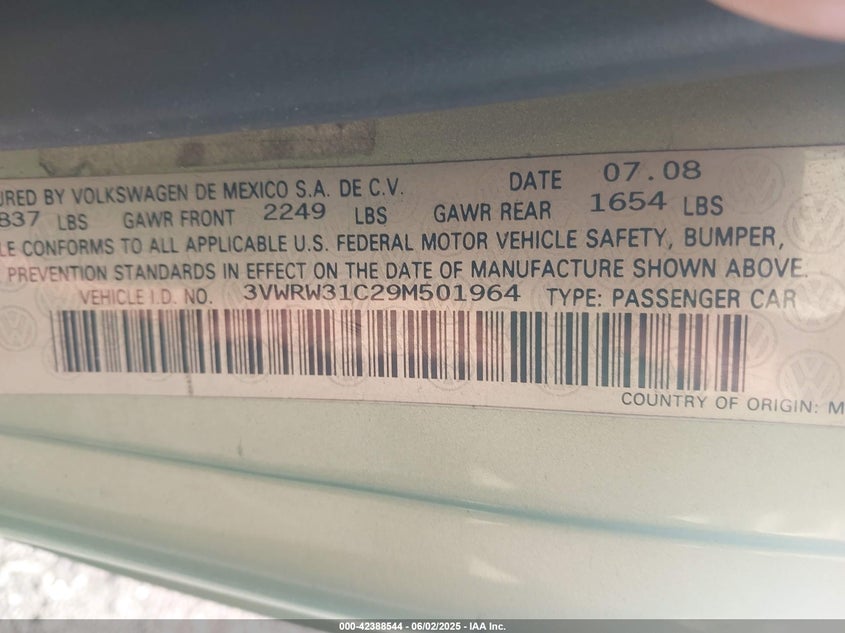 URED BY VOLKSWAGEN DE MEXICO S.A. DE C.V. DATE 07.08
837 LBS GAWR FRONT 2249 LBS GAWR REAR 1654 LBS
LE CONFORMS TO ALL APPLICABLE U.S. FEDERAL MOTOR VEHICLE SAFETY, BUMPER,
PREVENTION STANDARDS IN EFFECT ON THE DATE OF MANUFACTURE SHOWN ABOVE.
VEHICLE I.D. NO. 3VWRW31C29M501964 TYPE: PASSENGER CAR
COUNTRY OF ORIGIN: M
000-42388544 - 06/02/2025 - IAA Inc.